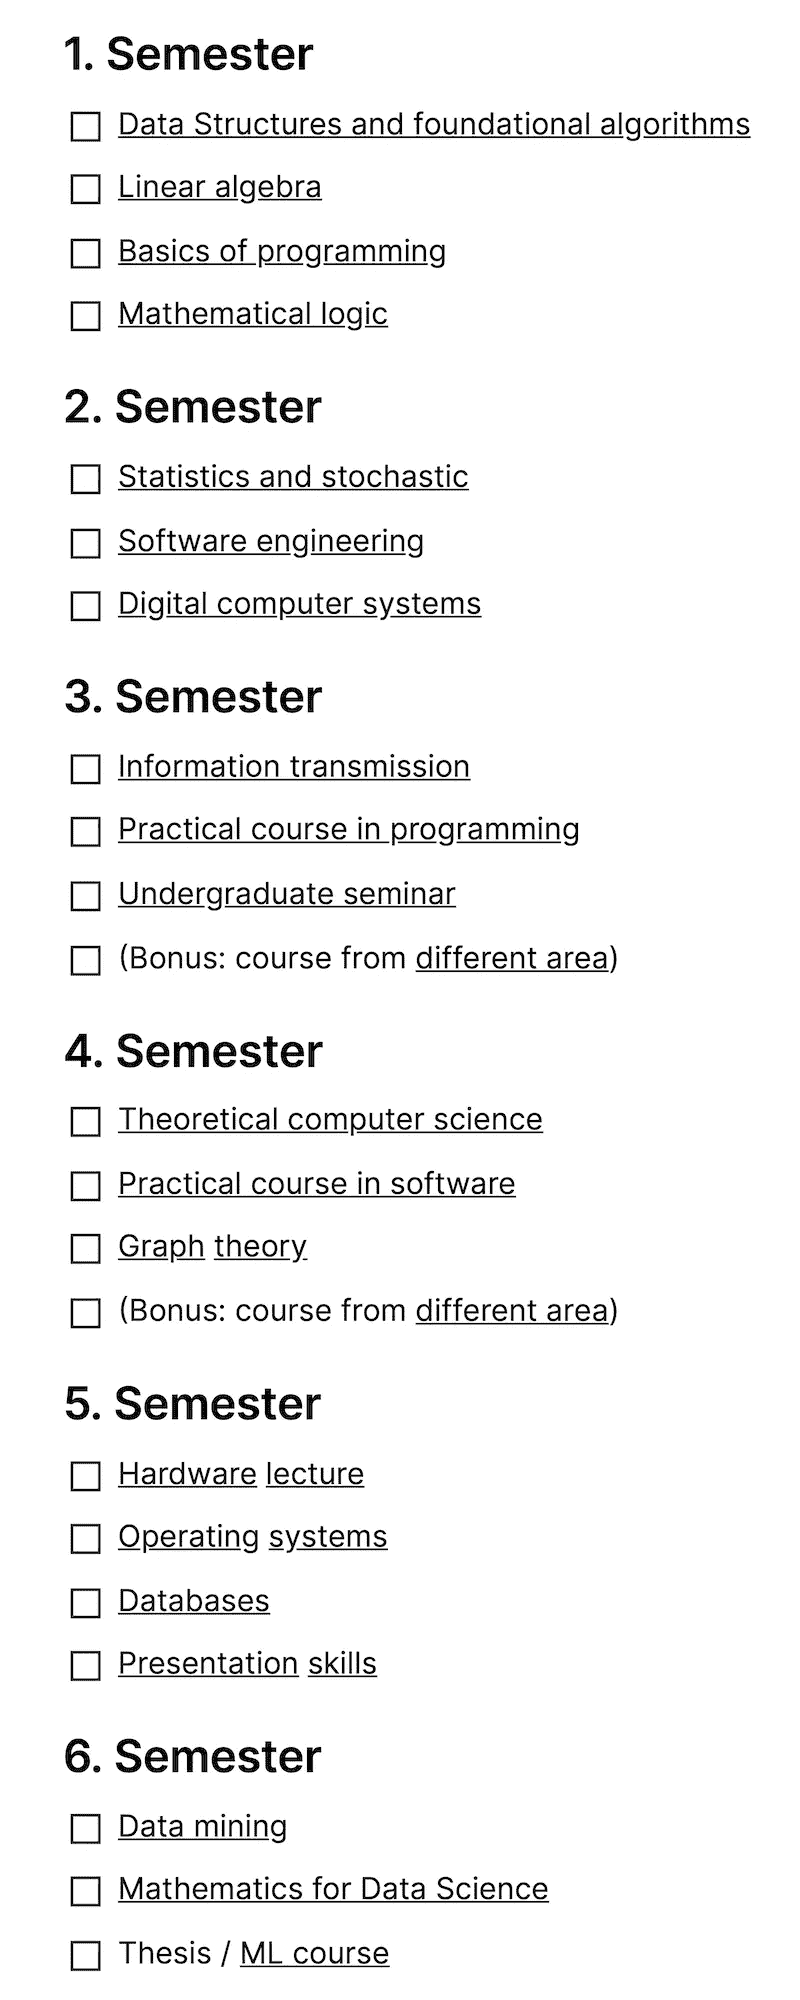 1. Semester
Data Structures and foundational algorithms
Linear algebra
Basics of programming
Mathematical logic
2. Semester
Statistics and stochastic
Software engineering
Digital computer systems
3. Semester
Information transmission
Practical course in programming
Undergraduate seminar
(Bonus: course from different area)
4. Semester
Theoretical computer science
Practical course in software
Graph theory
(Bonus: course from different area)
5. Semester
Hardware lecture
Operating systems
Databases
Presentation skills
6. Semester
Data mining
Mathematics for Data Science
Thesis / ML course